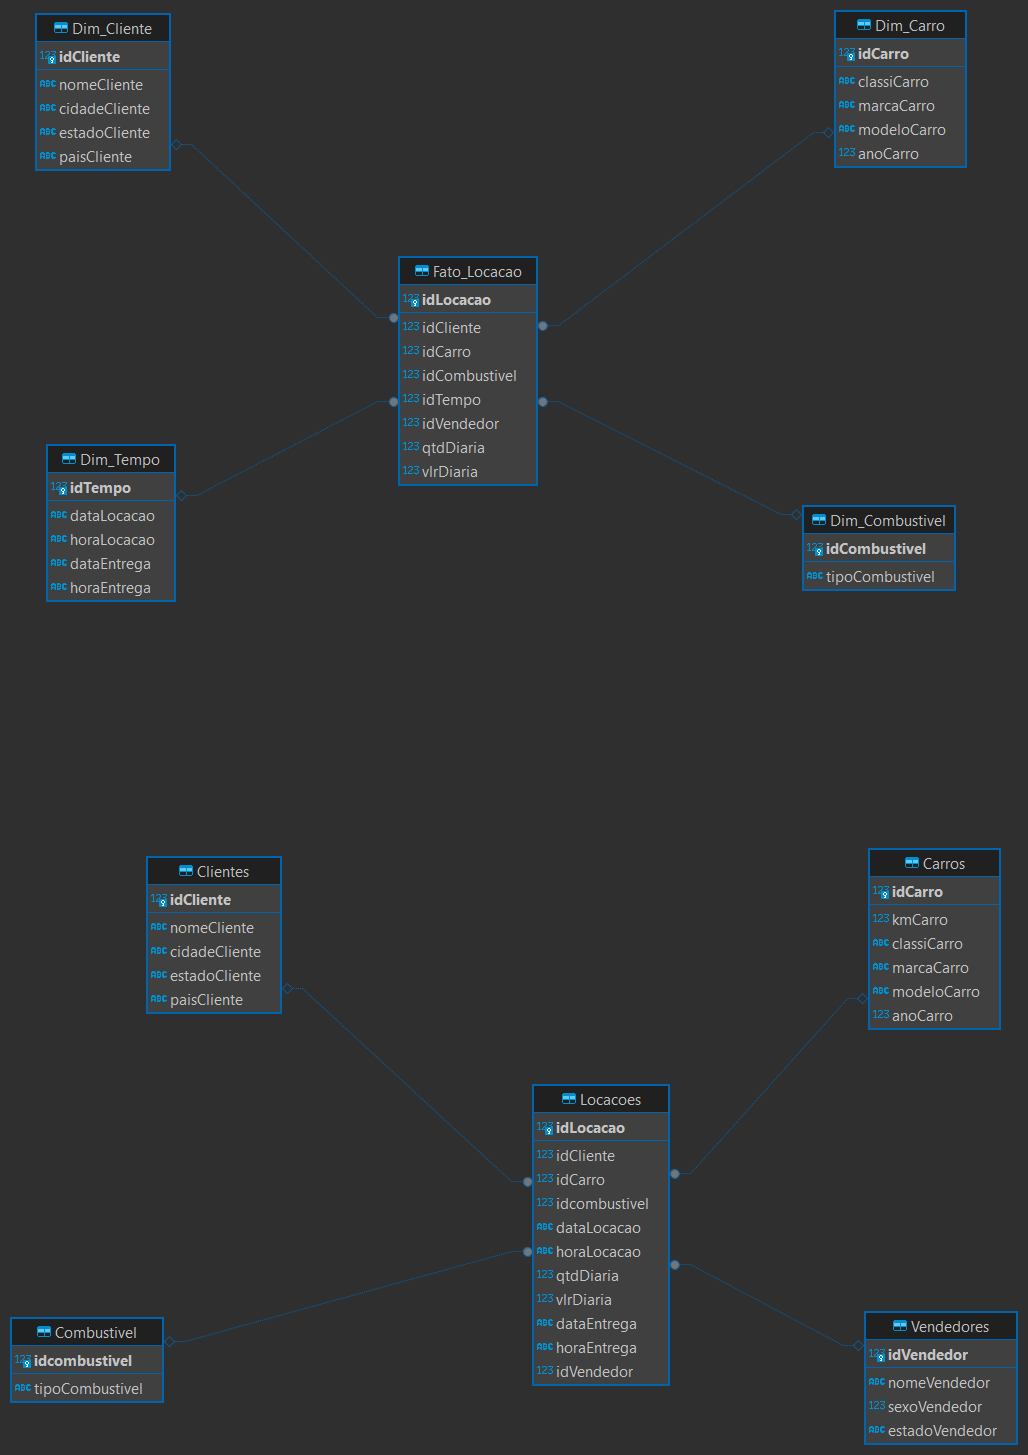 Dim_Cliente
123 idCliente
ABC nomeCliente
ABC cidadeCliente
ABC estadoCliente
ABC paisCliente
Dim_Carro
123 idCarro
ABC classiCarro
ABC marcaCarro
ABC modeloCarro
123 anoCarro
Fato_Locacao
123 idLocacao
123 idCliente
123 idCarro
123 idCombustivel
123 idTempo
123 idVendedor
123 qtdDiaria
123 vlrDiaria
Dim_Tempo
123 idTempo
ABC dataLocacao
ABC horaLocacao
ABC dataEntrega
ABC horaEntrega
Dim_Combustivel
123 idCombustivel
ABC tipoCombustivel
Clientes
123 idCliente
ABC nomeCliente
ABC cidadeCliente
ABC estadoCliente
ABC paisCliente
Carros
123 idCarro
123 kmCarro
ABC classiCarro
ABC marcaCarro
ABC modeloCarro
123 anoCarro
Locacoes
123 idLocacao
123 idCliente
123 idCarro
123 idcombustivel
ABC dataLocacao
ABC horaLocacao
123 qtdDiaria
123 vlrDiaria
ABC dataEntrega
ABC horaEntrega
123 idVendedor
Combustivel
123 idcombustivel
ABC tipoCombustivel
Vendedores
123 idVendedor
ABC nomeVendedor
123 sexoVendedor
ABC estadoVendedor